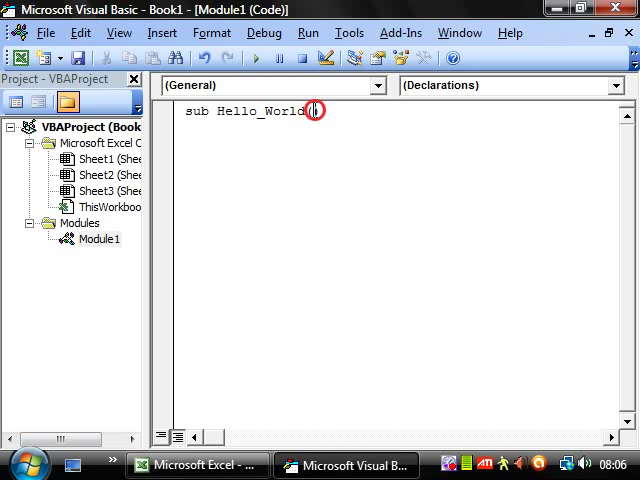 Microsoft Visual Basic - Book1 - [Module1 (Code)]
File Edit View Insert Format Debug Run Tools Add-Ins Window Help
Project - VBAProject
(General) (Declarations)
sub Hello_World(
VBAProject (Book
Microsoft Excel O
Sheet1 (Shee
Sheet2 (Shee
Sheet3 (Shee
ThisWorkboo
Modules
Module1
Microsoft Excel - ... Microsoft Visual B... ATI 08:06